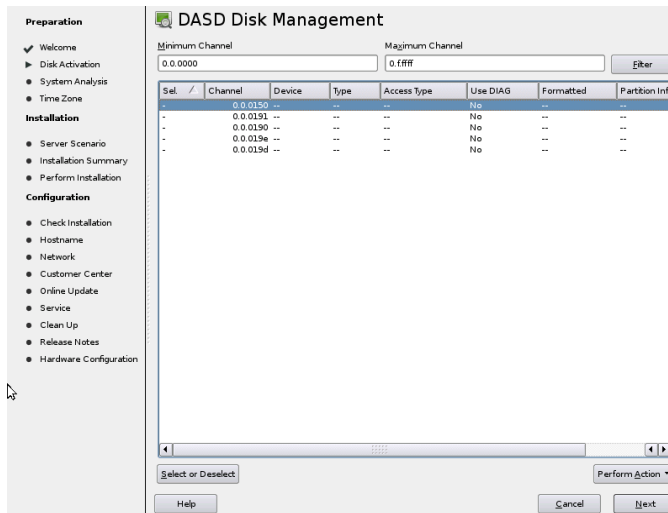 Preparation
Welcome
Disk Activation
System Analysis
Time Zone
Installation
Server Scenario
Installation Summary
Perform Installation
Configuration
Check Installation
Hostname
Network
Customer Center
Online Update
Service
Clean Up
Release Notes
Hardware Configuration
DASD Disk Management
Minimum Channel Maximum Channel
0.0.0000 0.f.ffff Filter
Sel. Channel Device Type Access Type Use DIAG Formatted Partition Inf
- 0.0.0150 -- -- -- No -- --
- 0.0.0191 -- -- -- No -- --
- 0.0.0190 -- -- -- No -- --
- 0.0.019e -- -- -- No -- --
- 0.0.019d -- -- -- No -- --
Select or Deselect Perform Action
Help Cancel Next